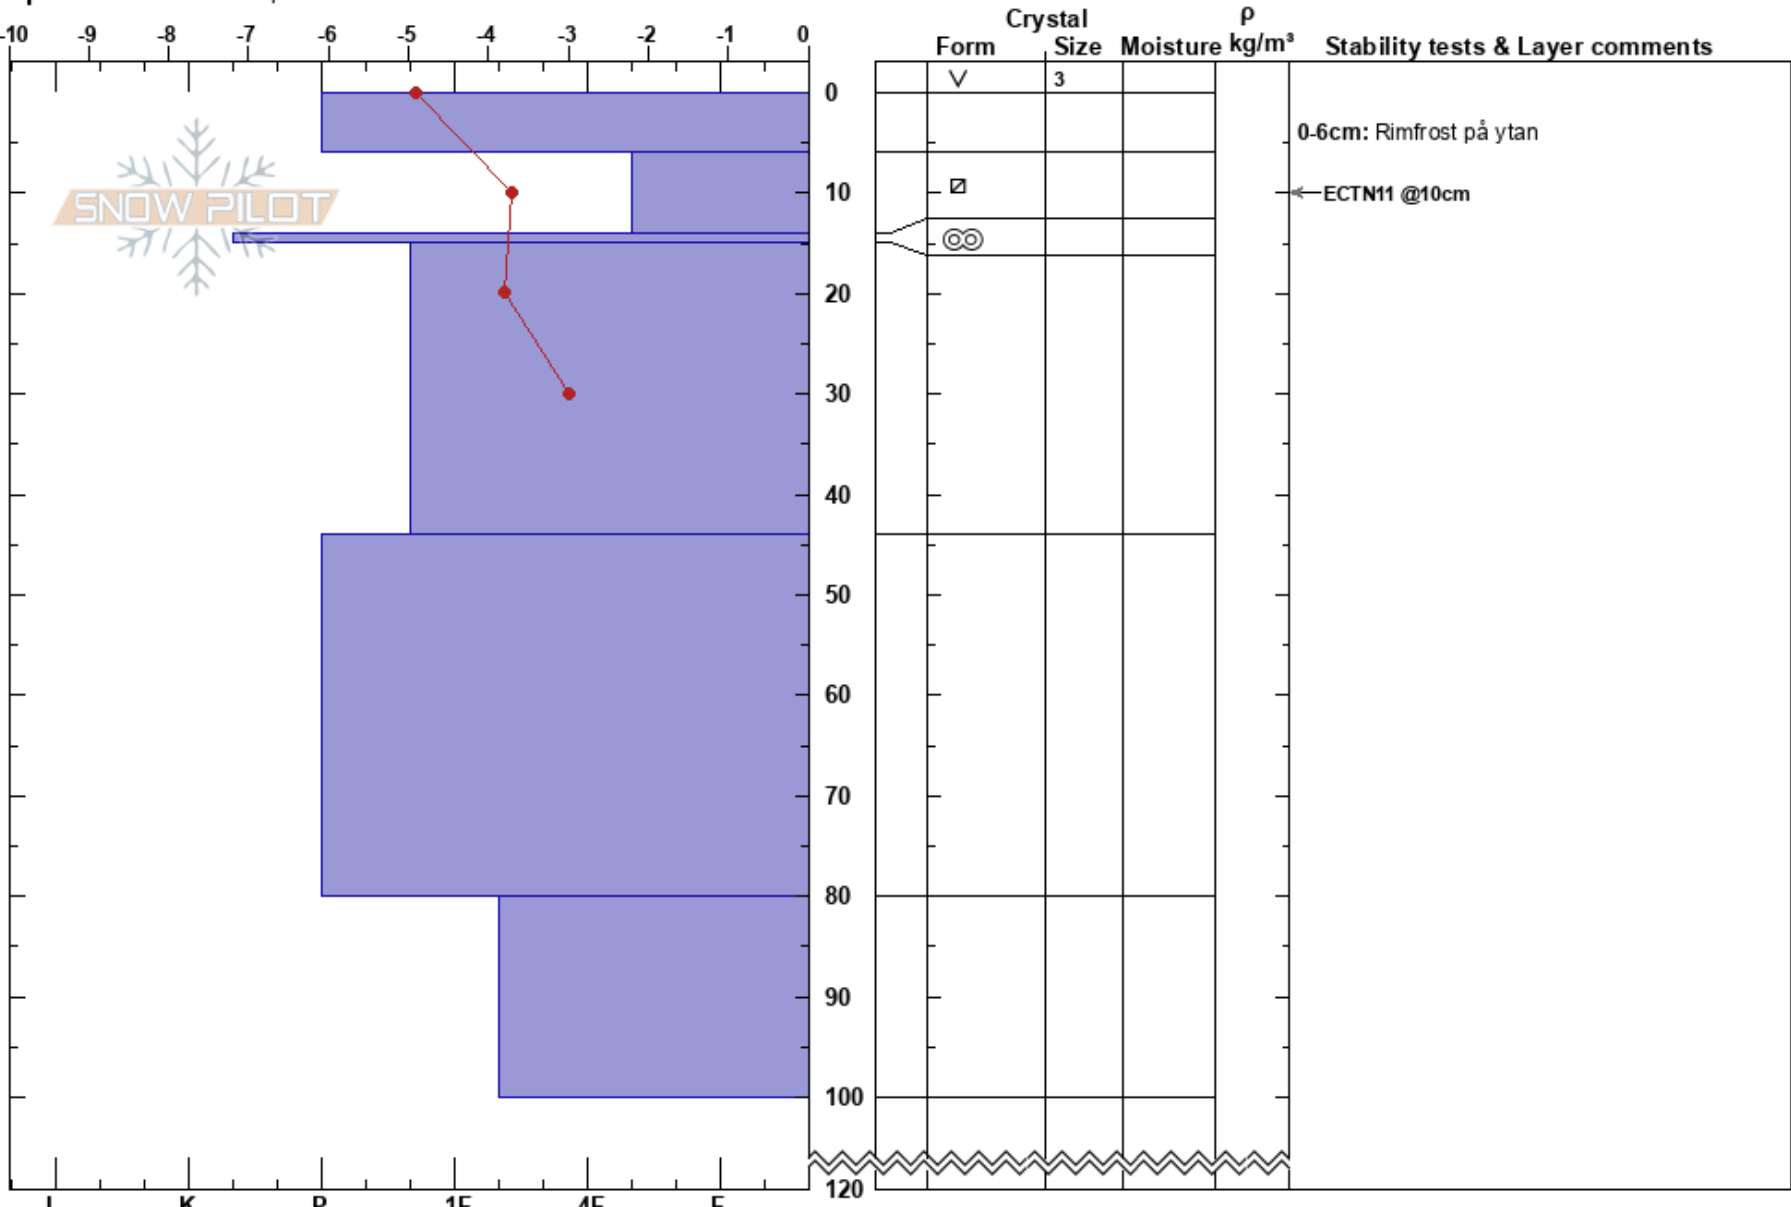 -10 -9 -8 -7 -6 -5 -4 -3 -2 -1 0
Crystal
ρ
Form Size Moisture kg/m³ Stability tests & Layer comments
3
0
0-6cm: Rimfrost på ytan
SNOW PILOT
10
ECTN11 @10cm
20
30
40
50
60
70
80
90
100
120
I K P 1F 4F F